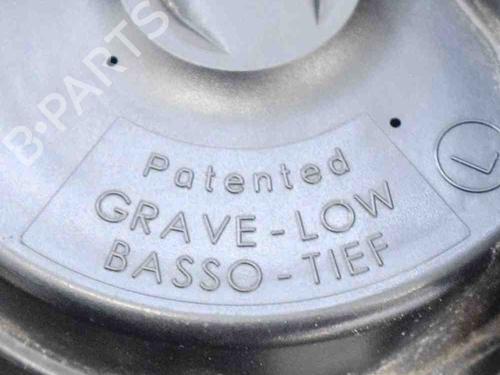 B-PARTS
Patented
GRAVE-LOW
BASSO-TIEF
L